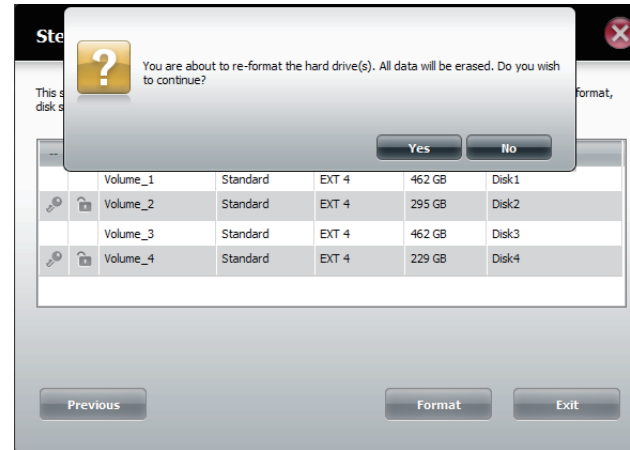 Ste
You are about to re-format the hard drive(s). All data will be erased. Do you wish
to continue?
This s
format,
disk s
Yes No
--
Volume_1 Standard EXT 4 462 GB Disk1
Volume_2 Standard EXT 4 295 GB Disk2
Volume_3 Standard EXT 4 462 GB Disk3
Volume_4 Standard EXT 4 229 GB Disk4
Previous Format Exit